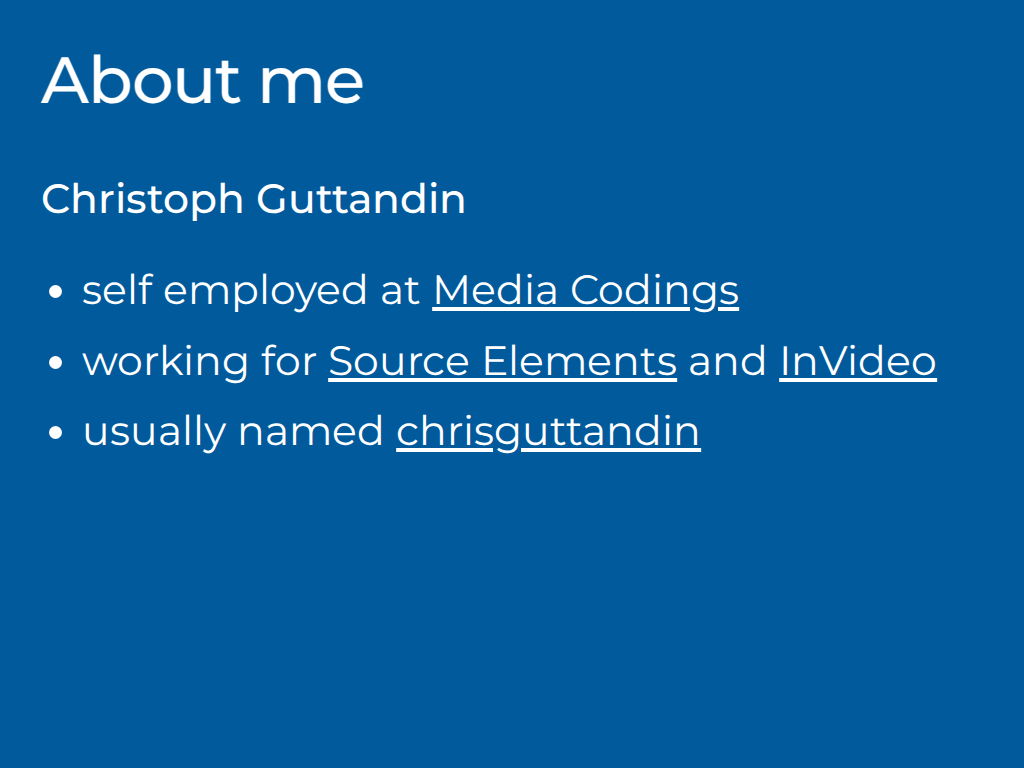 About me
Christoph Guttandin
• self employed at Media Codings
• working for Source Elements and InVideo
• usually named chrisguttandin